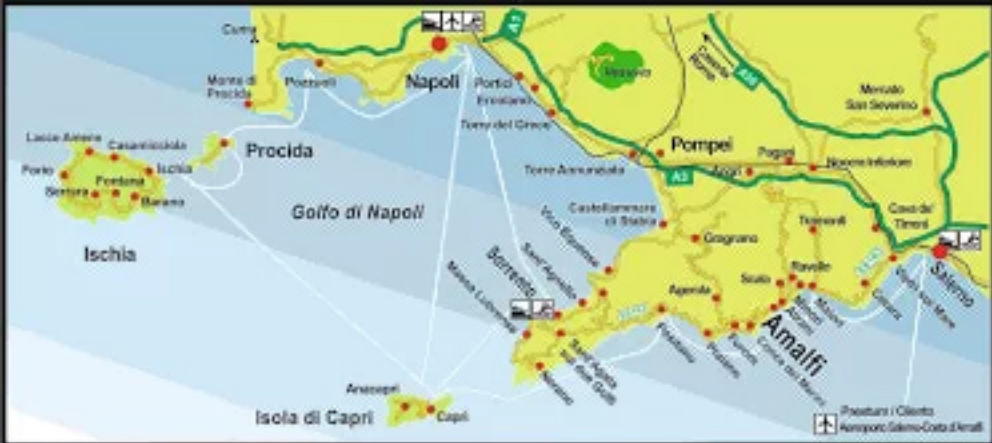 Cuma
A1
Napoli
Pozzuoli
Monte di
Procida
Portici
Ercolano
Torre del Greco
Vesuvio
Caserta
Roma
A30
Mercato
San Severino
Lacco Ameno
Casamicciola
Ischia
Fontana
Barano
Ischia
Procida
Golfo di Napoli
Torre Annunziata
Pompei
A3
Angri
Pagani
Nocera Inferiore
Castellammare
di Stabia
Gragnano
Tramonti
Cava de'
Tirreni
Salerno
Vico Equense
Sant'Agnello
Sorrento
Massa Lubrense
Sant'Agata
sui due Golfi
Nerano
Positano
Agerola
Praiano
Furore
Conca dei Marini
Amalfi
Atrani
Scala
Ravello
Minori
Maiori
Cetara
Vietri sul Mare
Anacapri
Capri
Isola di Capri
Paestum / Cilento
Aeroporto Salerno-Costa d'Amalfi